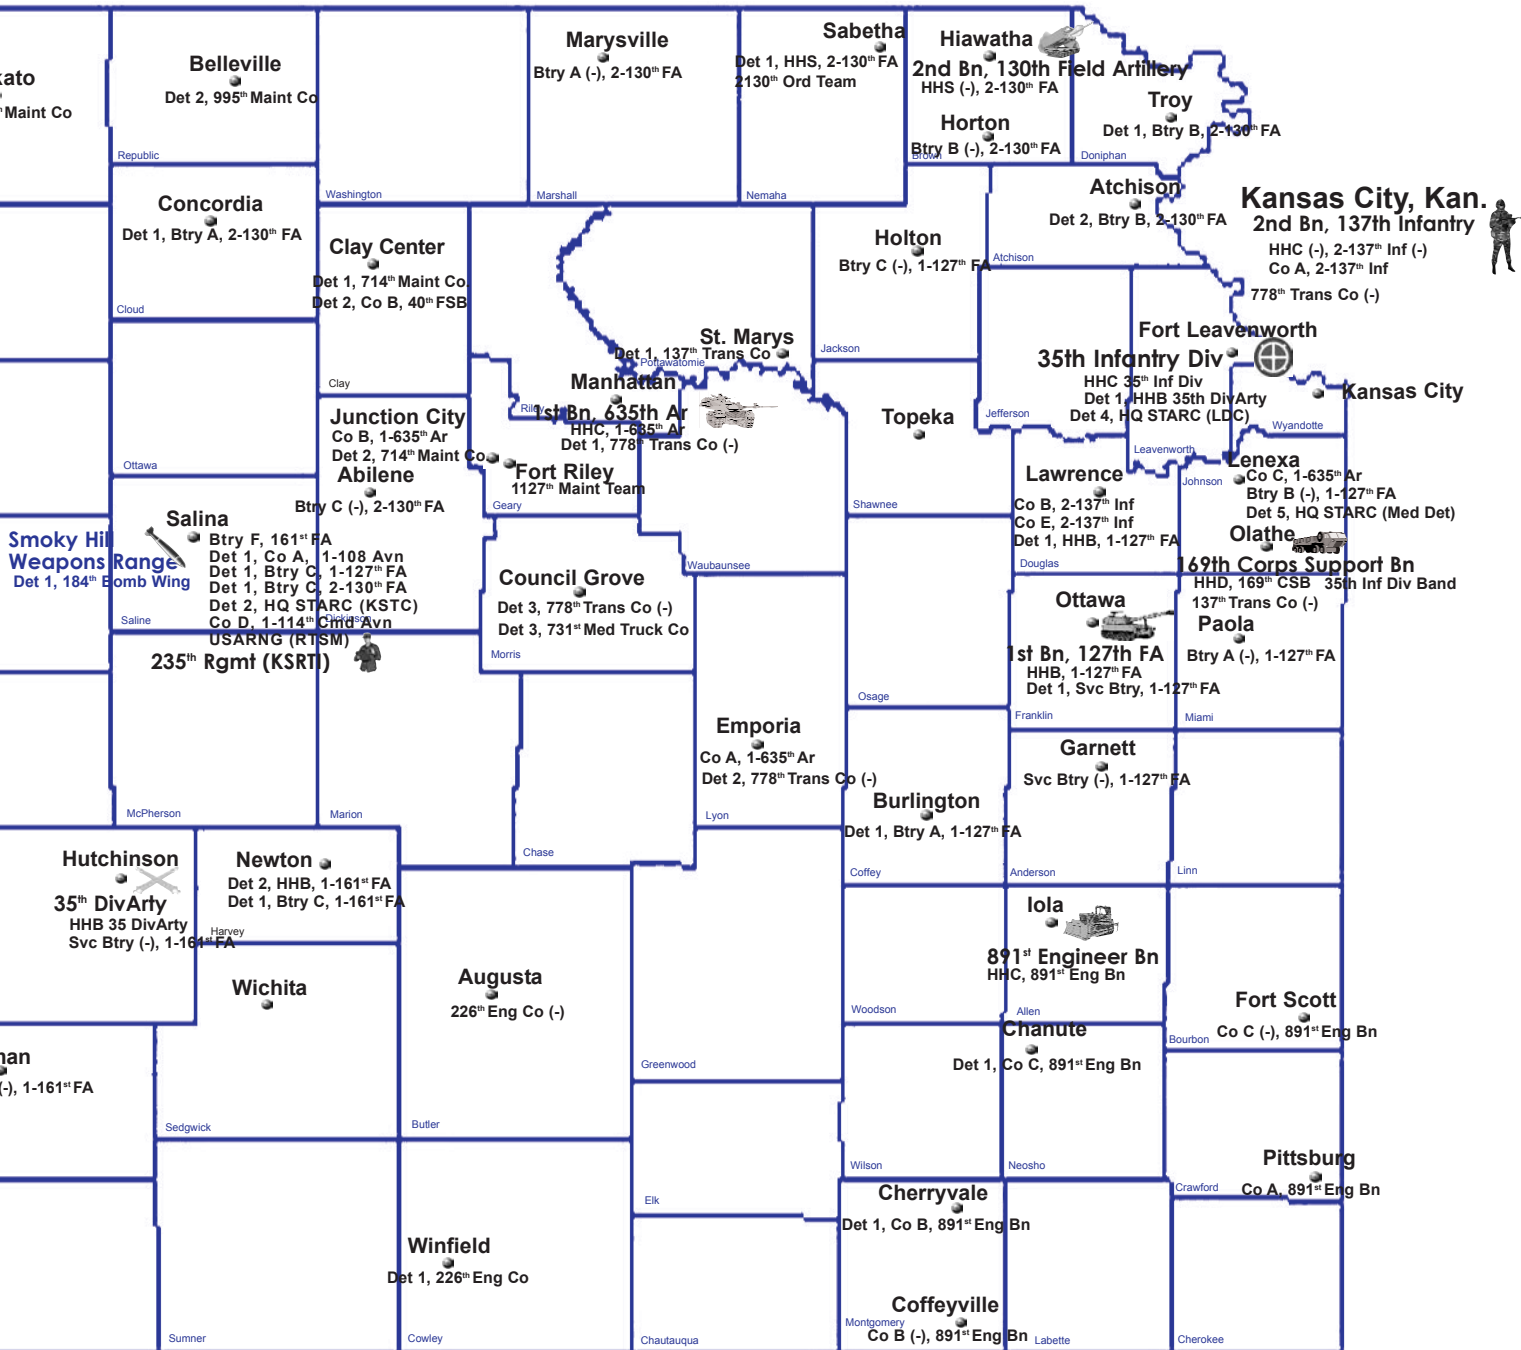 kato
Maint Co
Belleville
Det 2, 995th Maint Co
Republic
Washington
Marysville
Btry A (-), 2-130th FA
Marshall
Sabetha
Det 1, HHS, 2-130th FA
2130th Ord Team
Nemaha
Hiawatha
2nd Bn, 130th Field Artillery
HHS (-), 2-130th FA
Horton
Btry B (-), 2-130th FA
Brown
Troy
Det 1, Btry B, 2-130th FA
Doniphan
Concordia
Det 1, Btry A, 2-130th FA
Cloud
Clay Center
Det 1, 714th Maint Co.
Det 2, Co B, 40th FSB
Clay
Atchison
Det 2, Btry B, 2-130th FA
Atchison
Kansas City, Kan.
2nd Bn, 137th Infantry
HHC (-), 2-137th Inf (-)
Co A, 2-137th Inf
778th Trans Co (-)
Holton
Btry C (-), 1-127th FA
Jackson
St. Marys
Det 1, 137th Trans Co
Pottawatomie
Manhattan
Riley
1st Bn, 635th Ar
HHC, 1-635th Ar
Det 1, 778th Trans Co (-)
Fort Leavenworth
35th Infantry Div
HHC 35th Inf Div
Det 1, HHB 35th DivArty
Det 4, HQ STARC (LDC)
Jefferson
Leavenworth
Kansas City
Wyandotte
Topeka
Shawnee
Junction City
Co B, 1-635th Ar
Det 2, 714th Maint Co
Fort Riley
1127th Maint Team
Geary
Ottawa
Abilene
Btry C (-), 2-130th FA
Dickinson
Lawrence
Co B, 2-137th Inf
Co E, 2-137th Inf
Det 1, HHB, 1-127th FA
Douglas
Lenexa
Johnson
Co C, 1-635th Ar
Btry B (-), 1-127th FA
Det 5, HQ STARC (Med Det)
Olathe
169th Corps Support Bn
HHD, 169th CSB
35th Inf Div Band
137th Trans Co (-)
Smoky Hill
Weapons Range
Det 1, 184th Bomb Wing
Salina
Btry F, 161st FA
Det 1, Co A, 1-108 Avn
Det 1, Btry C, 1-127th FA
Det 1, Btry C, 2-130th FA
Det 2, HQ STARC (KSTC)
Co D, 1-114th Cmd Avn
USARNG (RTSM)
235th Rgmt (KSRTI)
Saline
Council Grove
Det 3, 778th Trans Co (-)
Det 3, 731st Med Truck Co
Morris
Waubaunsee
Ottawa
1st Bn, 127th FA
HHB, 1-127th FA
Det 1, Svc Btry, 1-127th FA
Franklin
Paola
Btry A (-), 1-127th FA
Miami
Osage
Emporia
Co A, 1-635th Ar
Det 2, 778th Trans Co (-)
Lyon
Garnett
Svc Btry (-), 1-127th FA
Anderson
Linn
Burlington
Det 1, Btry A, 1-127th FA
Coffey
McPherson
Marion
Chase
Hutchinson
35th DivArty
HHB 35 DivArty
Svc Btry (-), 1-161st FA
Newton
Det 2, HHB, 1-161st FA
Det 1, Btry C, 1-161st FA
Harvey
Wichita
Sedgwick
Augusta
226th Eng Co (-)
Butler
Greenwood
Iola
891st Engineer Bn
HHC, 891st Eng Bn
Woodson
Allen
Fort Scott
Co C (-), 891st Eng Bn
Bourbon
Chanute
Det 1, Co C, 891st Eng Bn
Wilson
Neosho
man
(-), 1-161st FA
Pittsburg
Co A, 891st Eng Bn
Crawford
Elk
Cherryvale
Det 1, Co B, 891st Eng Bn
Winfield
Det 1, 226th Eng Co
Coffeyville
Co B (-), 891st Eng Bn
Montgomery
Sumner
Cowley
Chautauqua
Labette
Cherokee